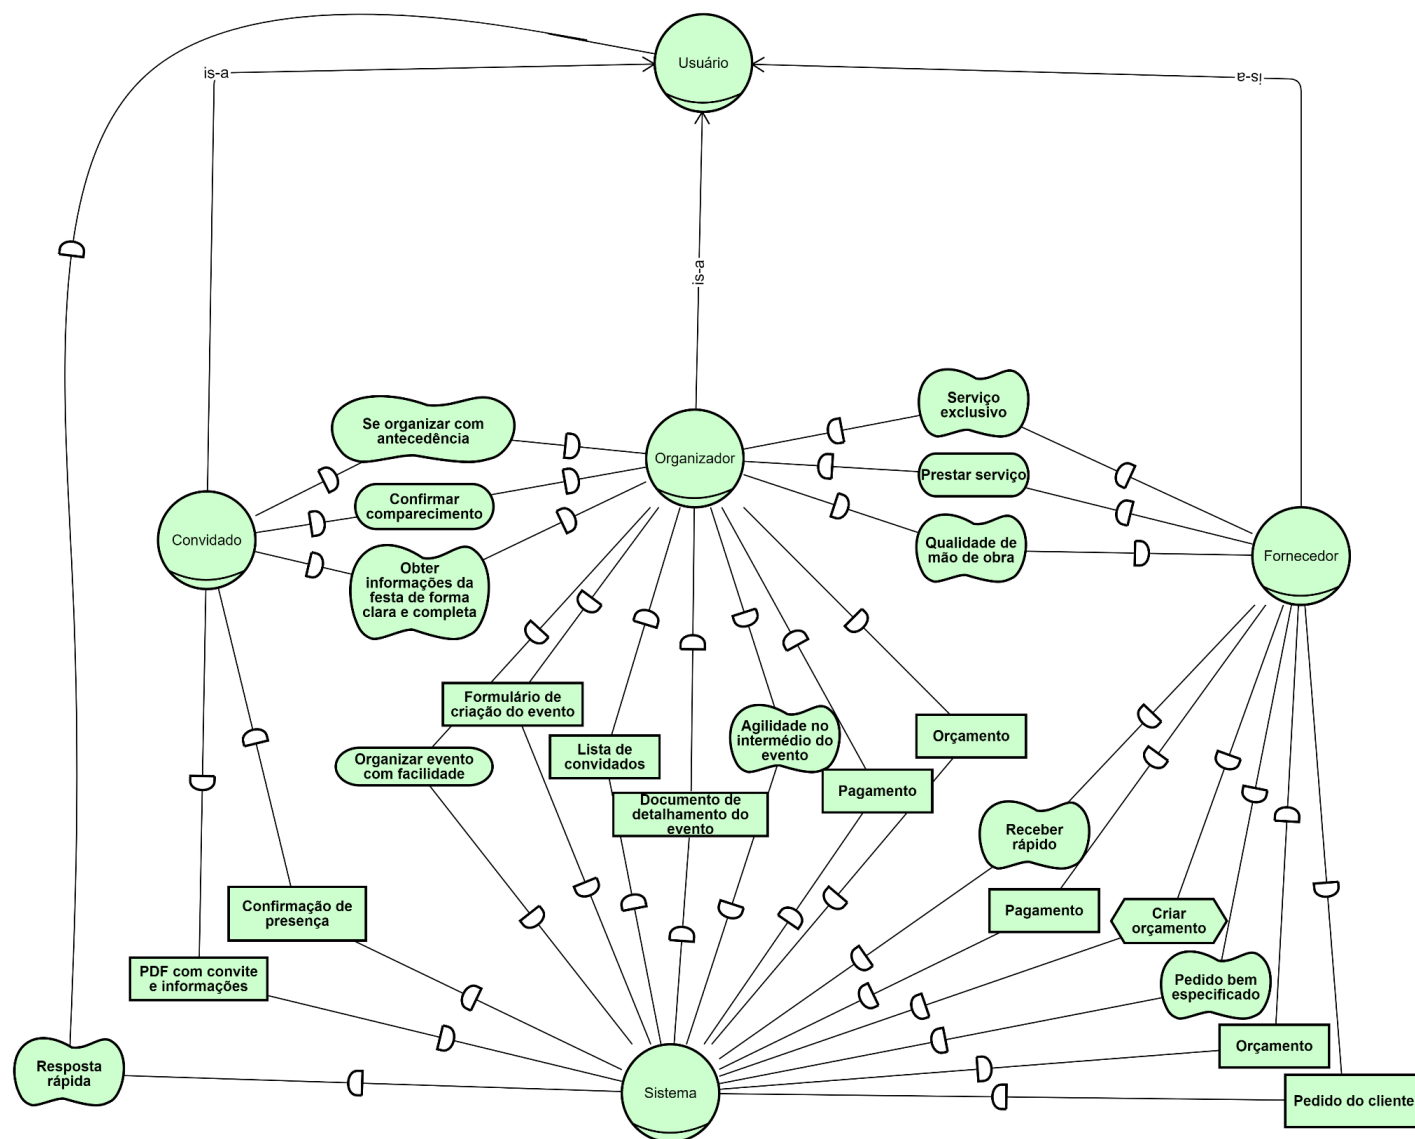 Usuário
is-a
is-a
is-a
Serviço
exclusivo
Se organizar com
antecedência
Organizador
Prestar serviço
Confirmar
comparecimento
Convidado
Qualidade de
mão de obra
Fornecedor
Obter
informações da
festa de forma
clara e completa
Formulário de
criação do evento
Agilidade no
intermédio do
evento
Orçamento
Lista de
convidados
Organizar evento
com facilidade
Pagamento
Documento de
detalhamento do
evento
Receber
rápido
Confirmação de
presença
Pagamento
Criar
orçamento
PDF com convite
e informações
Pedido bem
especificado
Orçamento
Resposta
rápida
Sistema
Pedido do cliente